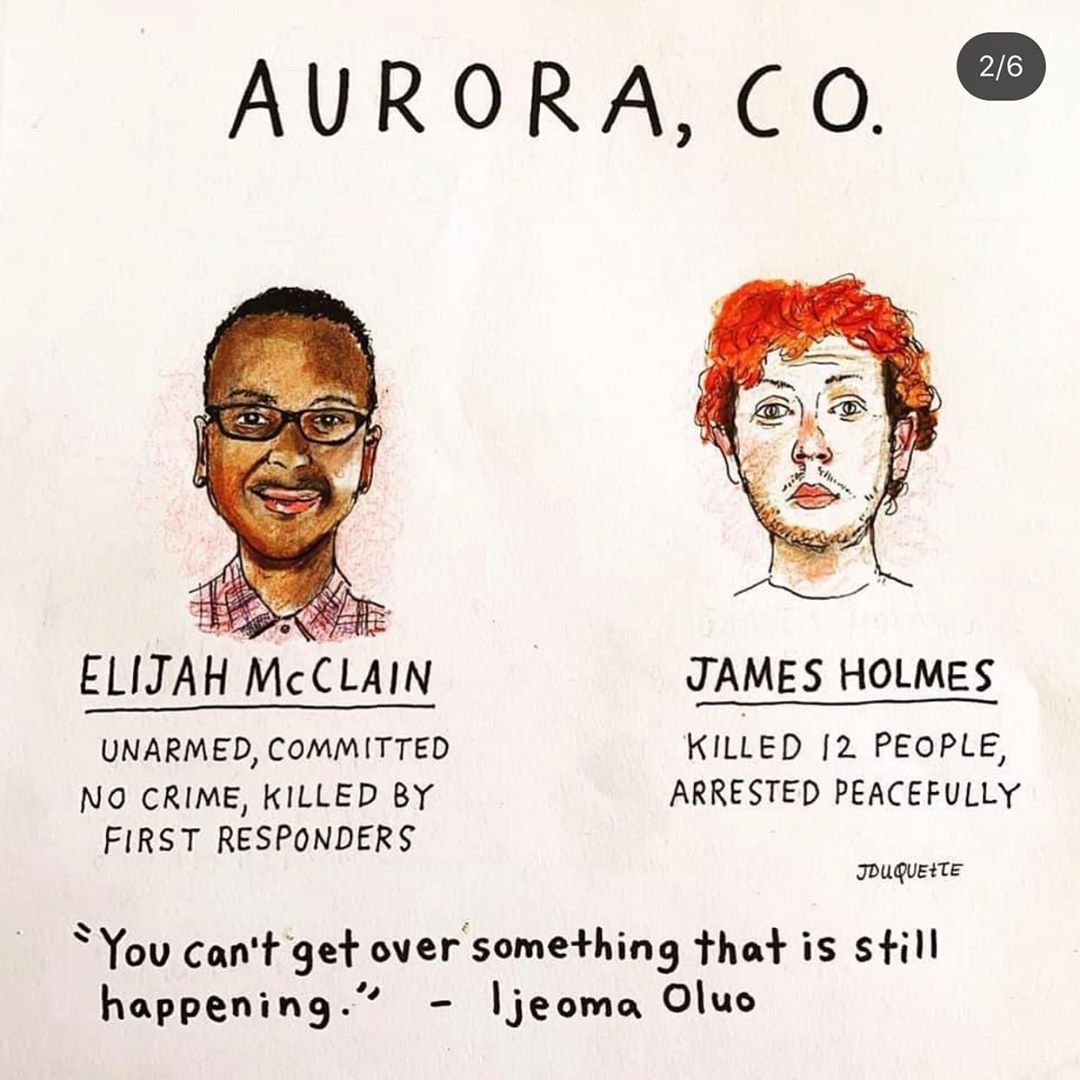 AURORA, CO.
2/6
ELIJAH McCLAIN
UNARMED, COMMITTED
NO CRIME, KILLED BY
FIRST RESPONDERS
JAMES HOLMES
KILLED 12 PEOPLE,
ARRESTED PEACEFULLY
JDUQUETTE
"You can't get over something that is still
happening." - Ijeoma Oluo